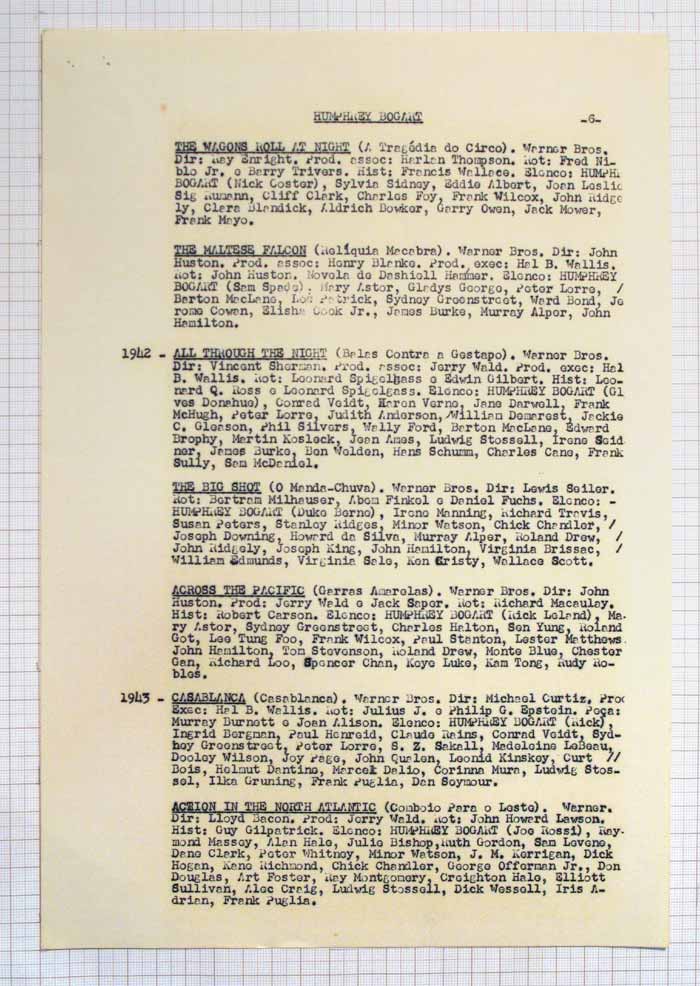 HUMPHREY BOGART -6-
THE WAGONS ROLL AT NIGHT (A Tragédia do Circo). Warner Bros.
Dir: Ray Enright. Prod. assoc: Harlan Thompson. Rot: Fred Ni-
blo Jr. e Barry Trivers. Hist: Francis Wallace. Elenco: HUMPH
BOGART (Nick Coster), Sylvia Sidney, Eddie Albert, Joan Leslie
Sig Rumann, Cliff Clark, Charles Foy, Frank Wilcox, John Ridge
ly, Clara Blandick, Aldrich Bowker, Garry Owen, Jack Mower,
Frank Mayo.
THE MALTESE FALCON (Relíquia Macabra). Warner Bros. Dir: John
Huston. Prod. assoc: Henry Blanke. Prod. exec: Hal B. Wallis.
Rot: John Huston. Novela de Dashiell Hammer. Elenco: HUMPHREY
BOGART (Sam Spade). Mary Astor, Gladys George, Peter Lorre, /
Barton MacLane, Lee Patrick, Sydney Greenstreet, Ward Bond, Je
rome Cowan, Elisha Cook Jr., James Burke, Murray Alper, John
Hamilton.
1942 - ALL THROUGH THE NIGHT (Balas Contra a Gestapo). Warner Bros.
Dir: Vincent Sherman. Prod. assoc: Jerry Wald. Prod. exec: Hal
B. Wallis. Rot: Leonard Spigelhass e Edwin Gilbert. Hist: Leo-
nard Q. Ross e Leonard Spigelgass. Elenco: HUMPHREY BOGART (Gl
ves Donahue), Conrad Veidt, Karen Verne, Jane Darwell, Frank
McHugh, Peter Lorre, Judith Anderson,/William Demarest, Jackie
C. Gleason, Phil Silvers, Wally Ford, Barton MacLane, Edward
Brophy, Martin Kosleck, Jean Ames, Ludwig Stossell, Irene Seid
ner, James Burke, Ben Welden, Hans Schumm, Charles Cane, Frank
Sully, Sam McDaniel.
THE BIG SHOT (O Manda-Chuva). Warner Bros. Dir: Lewis Seiler.
Rot: Bertram Milhauser, Abem Finkel e Daniel Fuchs. Elenco: -
HUMPHREY BOGART (Duke Berne), Irene Manning, Richard Travis,
Susan Peters, Stanley Ridges, Minor Watson, Chick Chandler, /
Joseph Downing, Howard da Silva, Murray Alper, Roland Drew, /
John Ridgely, Joseph King, John Hamilton, Virginia Brissac, /
William Edmunds, Virginia Sale, Ken Cristy, Wallace Scott.
ACROSS THE PACIFIC (Garras Amarelas). Warner Bros. Dir: John
Huston. Prod: Jerry Wald e Jack Saper. Rot: Richard Macaulay.
Hist: Robert Carson. Elenco: HUMPHREY BOGART (Rick Leland), Ma-
ry Astor, Sydney Greenstreet, Charles Halton, Sen Yung, Roland
Got, Lee Tung Foo, Frank Wilcox, Paul Stanton, Lester Matthews.
John Hamilton, Tom Stevenson, Roland Drew, Monte Blue, Chester
Gan, Richard Loo, Spencer Chan, Keye Luke, Kam Tong, Rudy Ro-
bles.
1943 - CASABLANCA (Casablanca). Warner Bros. Dir: Michael Curtiz. Prod
Exec: Hal B. Wallis. Rot: Julius J. e Philip G. Epstein. Peça:
Murray Burnett e Joan Alison. Elenco: HUMPHREY BOGART (Rick),
Ingrid Bergman, Paul Henreid, Claude Rains, Conrad Veidt, Syd-
hey Greenstreet, Peter Lorre, S. Z. Sakall, Madeleine LeBeau,
Dooley Wilson, Joy Page, John Qualen, Leonid Kinskey, Curt //
Bois, Helmut Dantine, Marcel Dalio, Corinna Mura, Ludwig Stos-
sel, Ilka Gruning, Frank Puglia, Dan Seymour.
ACTION IN THE NORTH ATLANTIC (Comboio Para o Leste). Warner.
Dir: Lloyd Bacon. Prod: Jerry Wald. Rot: John Howard Lawson.
Hist: Guy Gilpatrick. Elenco: HUMPHREY BOGART (Joe Rossi), Ray-
mond Massey, Alan Hale, Julie Bishop,Ruth Gordon, Sam Levene,
Dane Clark, Peter Whitney, Minor Watson, J. M. Kerrigan, Dick
Hogan, Kane Richmond, Chick Chandler, George Offerman Jr., Don
Douglas, Art Foster, Ray Montgomery, Creighton Hale, Elliott
Sullivan, Alec Craig, Ludwig Stossell, Dick Wessell, Iris A-
drian, Frank Puglia.